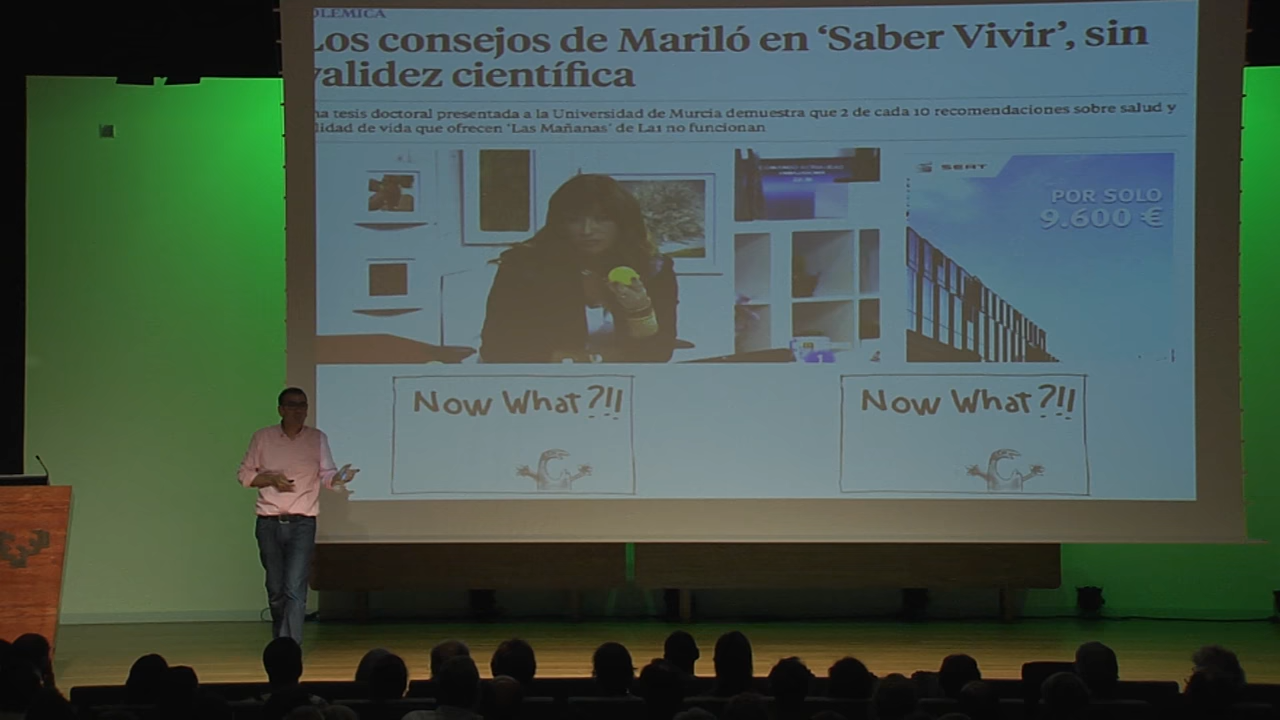 OLÉMICA
Los consejos de Mariló en ‘Saber Vivir’, sin
validez científica
na tesis doctoral presentada a la Universidad de Murcia demuestra que 2 de cada 10 recomendaciones sobre salud y
lidad de vida que ofrecen 'Las Mañanas' de La1 no funcionan
SEAT
POR SOLO
9.600 €
NOW WHAT?!!
NOW WHAT?!!